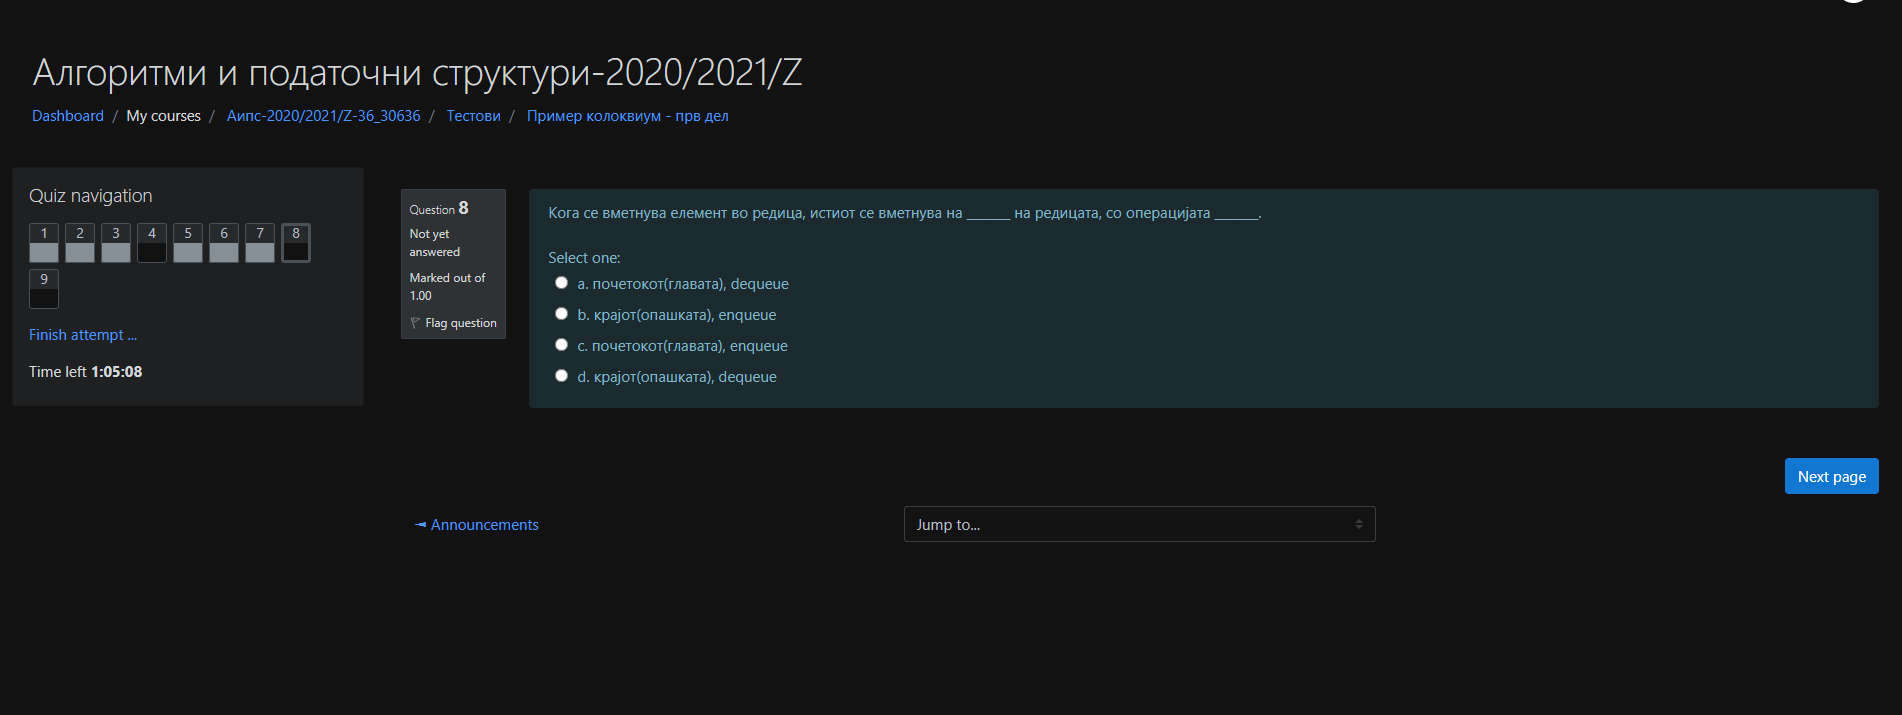 Алгоритми и податочни структури-2020/2021/Z
Dashboard / My courses / Аипс-2020/2021/Z-36_30636 / Тестови / Пример колоквиум - прв дел
Quiz navigation
1 2 3 4 5 6 7 8
9
Finish attempt ...
Time left 1:05:08
Question 8
Not yet
answered
Marked out of
1.00
Flag question
Кога се вметнува елемент во редица, истиот се вметнува на ______ на редицата, со операцијата ______.
Select one:
a. почетокот(главата), dequeue
b. крајот(опашката), enqueue
c. почетокот(главата), enqueue
d. крајот(опашката), dequeue
Next page
◄ Announcements
Jump to...